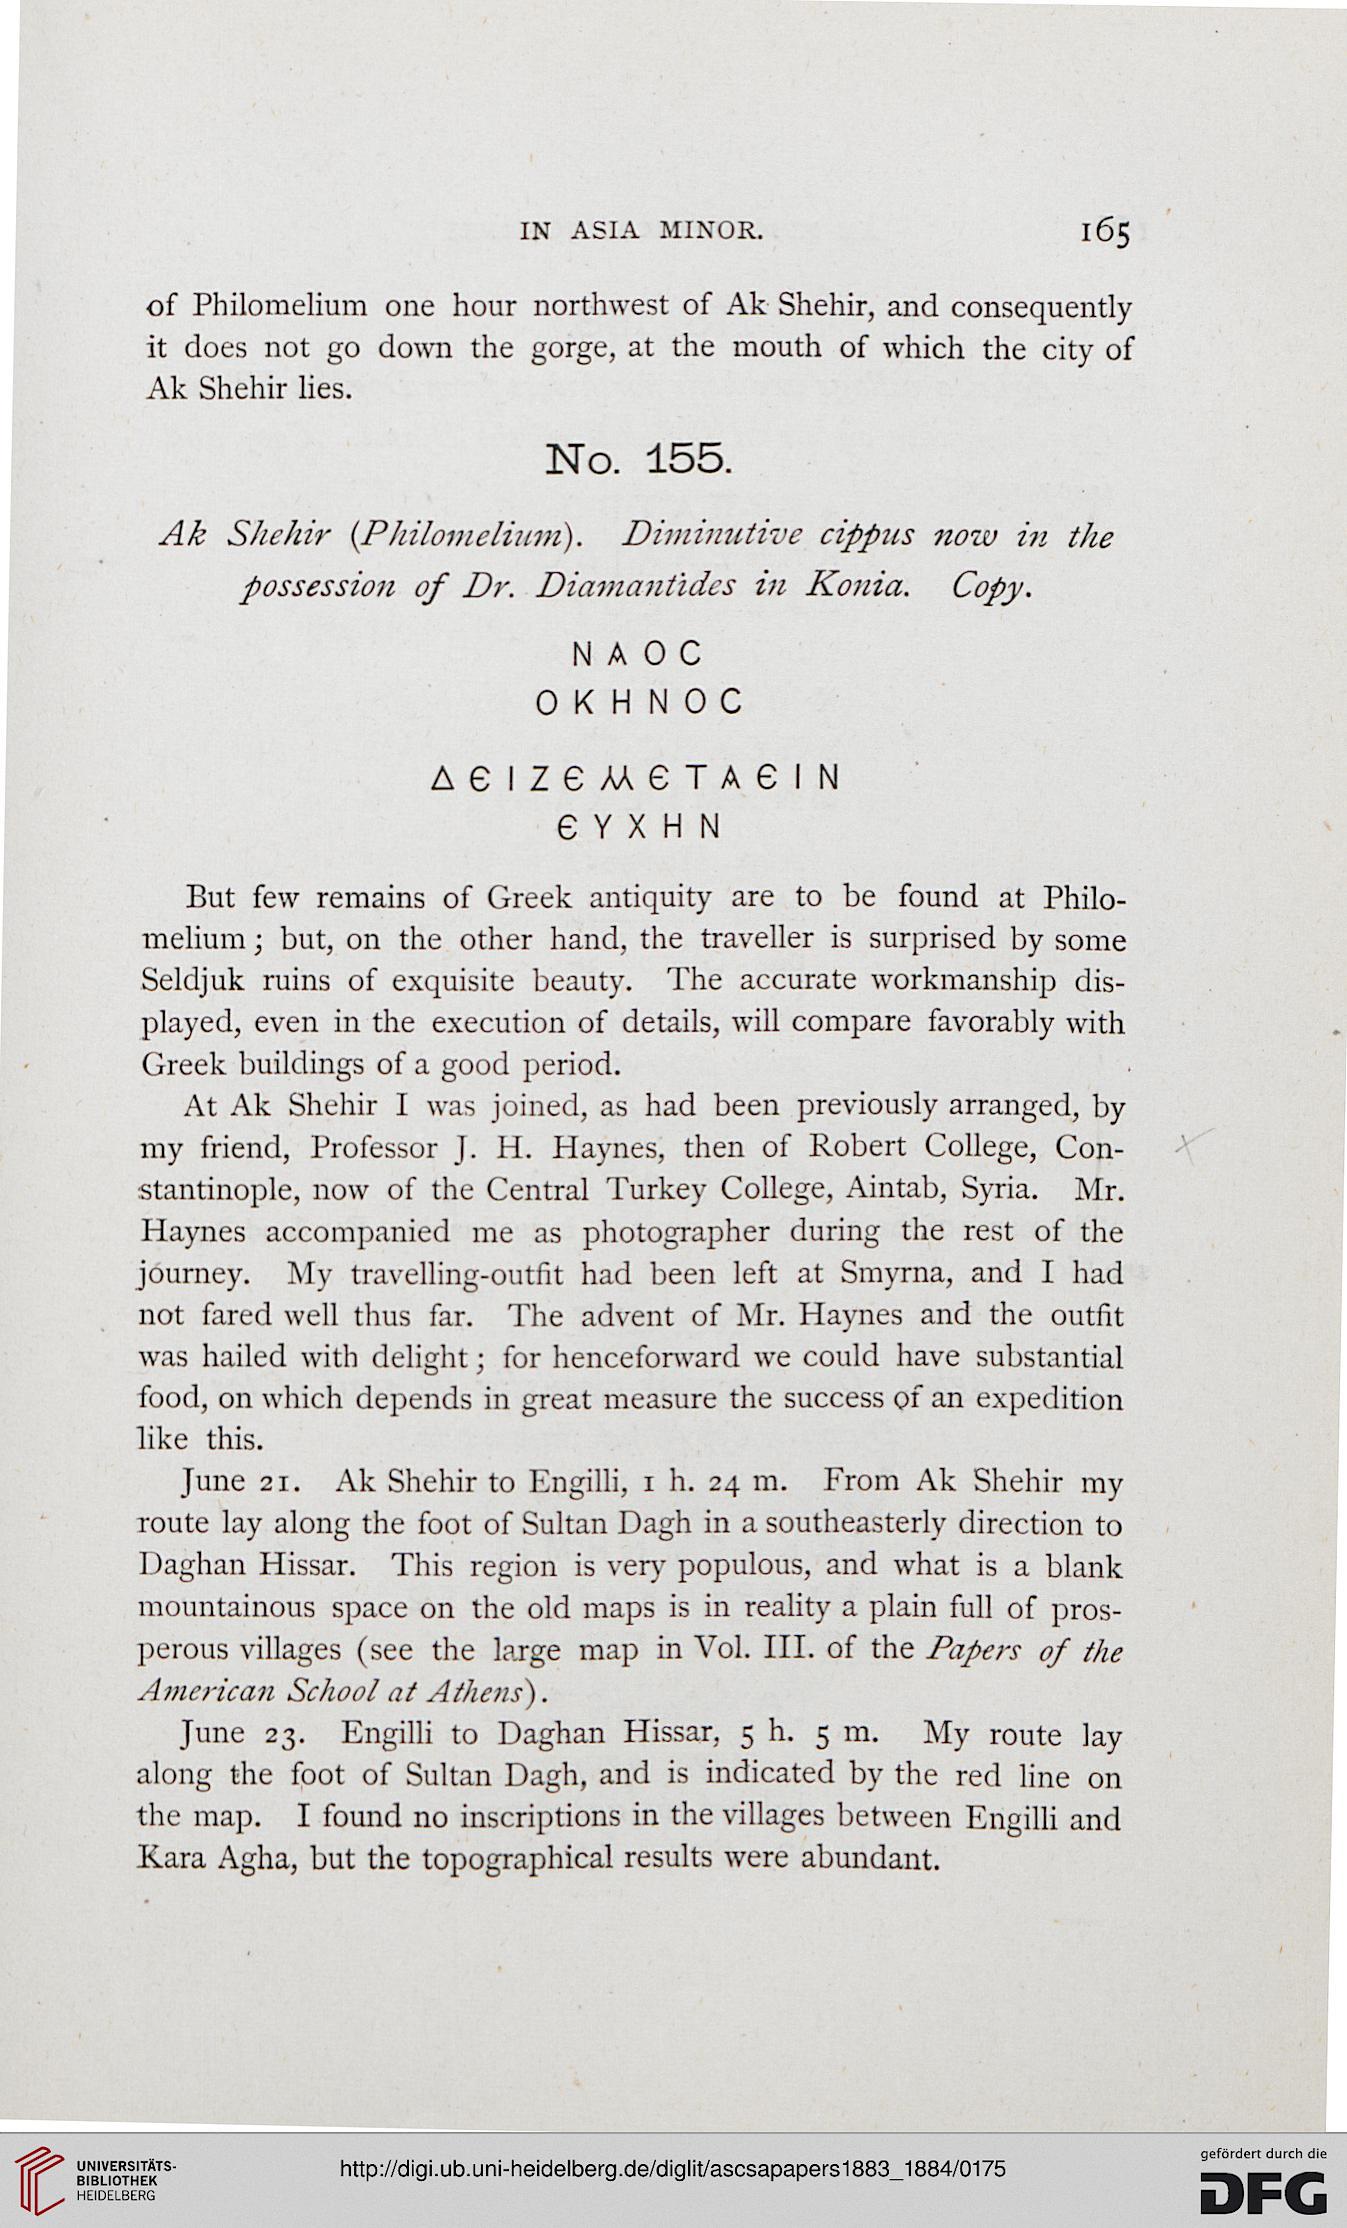 IN ASIA MINOR. 165
of Philomelium one hour northwest of Ak Shehir, and consequently
it does not go down the gorge, at the mouth of which the city of
Ak Shehir lies.
No. 155.
Ak Shehir (Philomelium). Diminutive cippus now in the
possession of Dr. Diamantides in Konia. Copy.
ΝΑΟC
ΟΚΗΝΟC
ΔЄΙΖЄΜЄΤΑЄΙΝ
ЄΥΧΗΝ
But few remains of Greek antiquity are to be found at Philo-
melium; but, on the other hand, the traveller is surprised by some
Seldjuk ruins of exquisite beauty. The accurate workmanship dis-
played, even in the execution of details, will compare favorably with
Greek buildings of a good period.
At Ak Shehir I was joined, as had been previously arranged, by
my friend, Professor J. H. Haynes, then of Robert College, Con-
stantinople, now of the Central Turkey College, Aintab, Syria. Mr.
Haynes accompanied me as photographer during the rest of the
journey. My travelling-outfit had been left at Smyrna, and I had
not fared well thus far. The advent of Mr. Haynes and the outfit
was hailed with delight; for henceforward we could have substantial
food, on which depends in great measure the success of an expedition
like this.
June 21. Ak Shehir to Engilli, 1 h. 24 m. From Ak Shehir my
route lay along the foot of Sultan Dagh in a southeasterly direction to
Daghan Hissar. This region is very populous, and what is a blank
mountainous space on the old maps is in reality a plain full of pros-
perous villages (see the large map in Vol. III. of the Papers of the
American School at Athens).
June 23. Engilli to Daghan Hissar, 5 h. 5 m. My route lay
along the foot of Sultan Dagh, and is indicated by the red line on
the map. I found no inscriptions in the villages between Engilli and
Kara Agha, but the topographical results were abundant.
UNIVERSITÄTS-
BIBLIOTHEK
HEIDELBERG
http://digi.ub.uni-heidelberg.de/diglit/ascsapapers1883_1884/0175
gefördert durch die
DFG